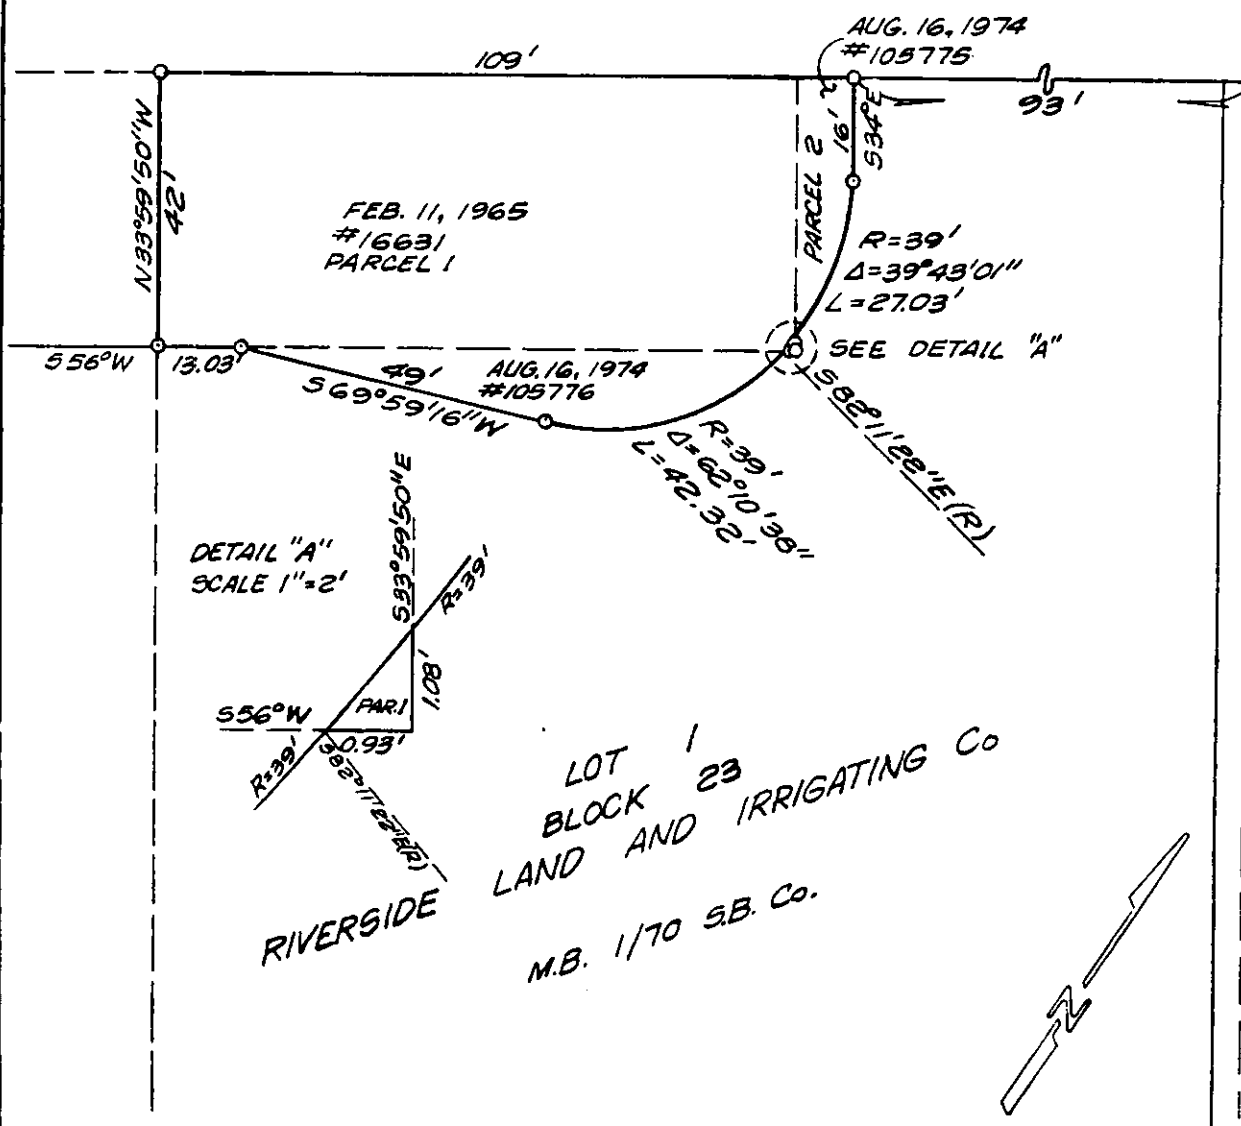 AUG. 16, 1974
#105775
109'
93'
N33°59'50"W
42'
16'
S34°E
PARCEL 2
FEB. 11, 1965
#16631
PARCEL 1
R=39'
Δ=39°43'01"
L=27.03'
S56°W
13.03'
SEE DETAIL "A"
49'
S69°59'16"W
AUG. 16, 1974
#105776
S82°11'22"E(R)
R=39'
Δ=62°10'38"
L=42.32'
DETAIL "A"
SCALE 1"=2'
S33°59'50"E
R=39'
1.08'
PAR.1
S56°W
0.93'
R=39'
S82°11'22"E(R)
LOT 1
BLOCK 23
RIVERSIDE LAND AND IRRIGATING Co
M.B. 1/70 S.B. Co.
N